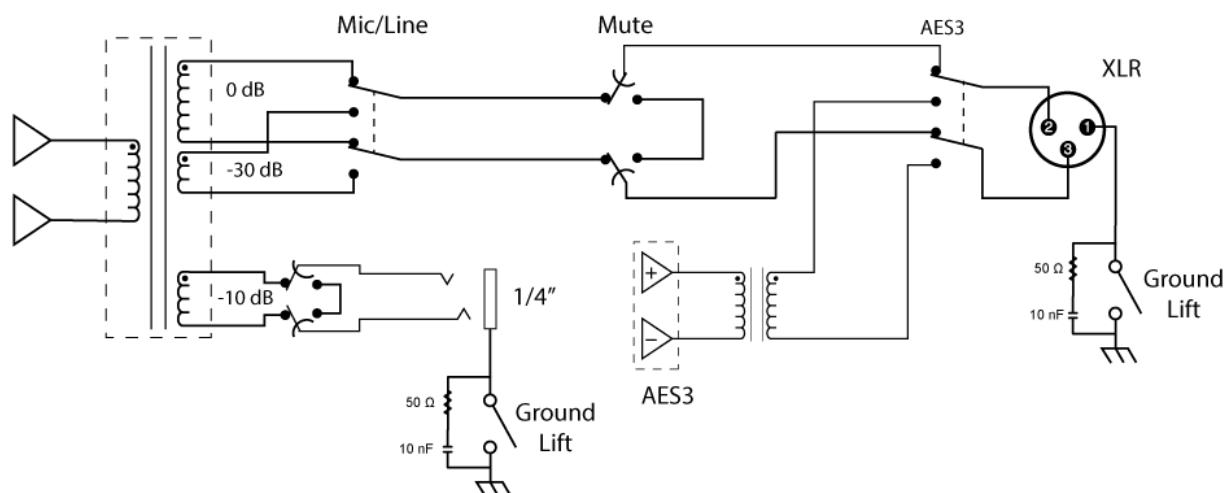 Mic/Line
Mute
AES3
XLR
0 dB
-30 dB
2
1
3
-10 dB
1/4”
+
−
AES3
50 Ω
10 nF
Ground
Lift
50 Ω
10 nF
Ground
Lift